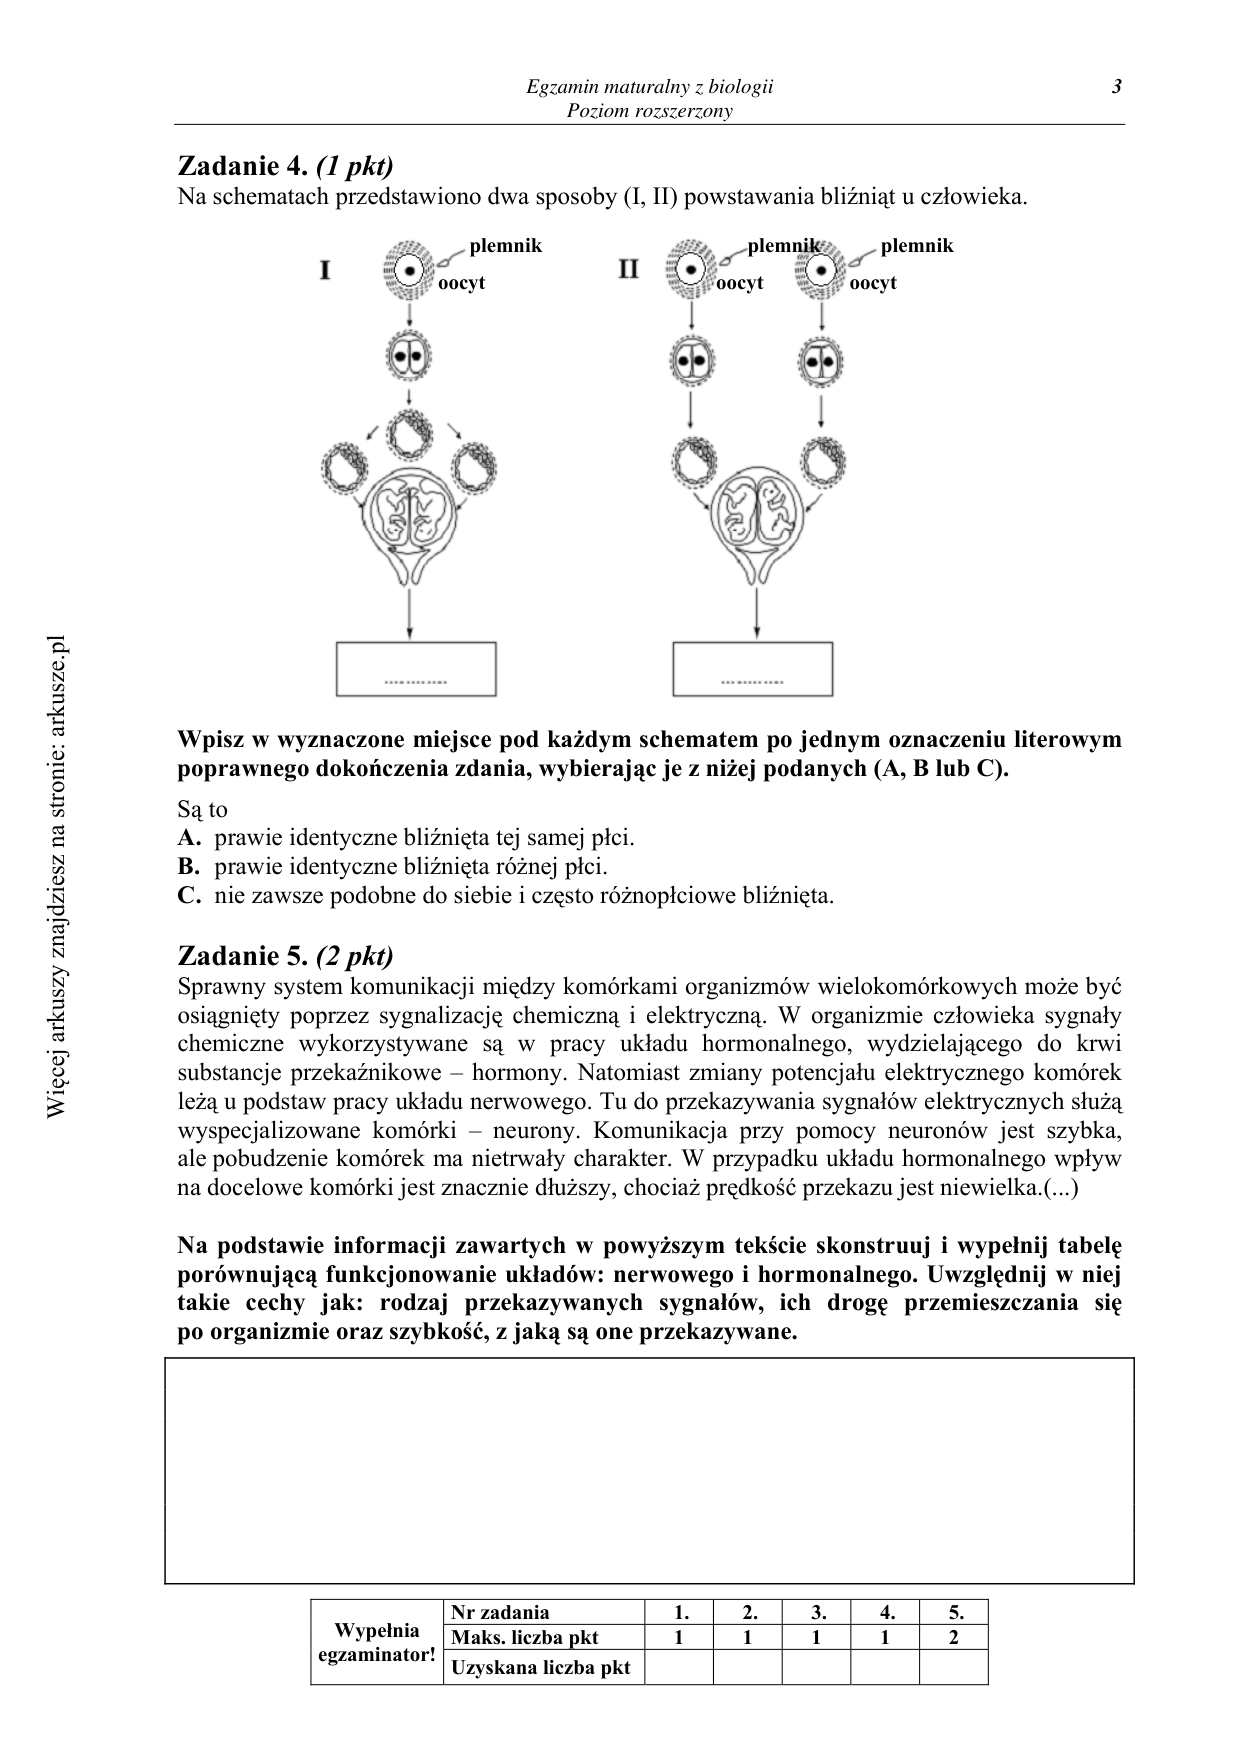 Egzamin maturalny z biologii
Poziom rozszerzony
3
Zadanie 4. (1 pkt)
Na schematach przedstawiono dwa sposoby (I, II) powstawania bliźniąt u człowieka.
I
plemnik
oocyt
II
plemnik
oocyt
plemnik
oocyt
............
............
Wpisz w wyznaczone miejsce pod każdym schematem po jednym oznaczeniu literowym
poprawnego dokończenia zdania, wybierając je z niżej podanych (A, B lub C).
Są to
A. prawie identyczne bliźnięta tej samej płci.
B. prawie identyczne bliźnięta różnej płci.
C. nie zawsze podobne do siebie i często różnopłciowe bliźnięta.
Zadanie 5. (2 pkt)
Sprawny system komunikacji między komórkami organizmów wielokomórkowych może być
osiągnięty poprzez sygnalizację chemiczną i elektryczną. W organizmie człowieka sygnały
chemiczne wykorzystywane są w pracy układu hormonalnego, wydzielającego do krwi
substancje przekaźnikowe – hormony. Natomiast zmiany potencjału elektrycznego komórek
leżą u podstaw pracy układu nerwowego. Tu do przekazywania sygnałów elektrycznych służą
wyspecjalizowane komórki – neurony. Komunikacja przy pomocy neuronów jest szybka,
ale pobudzenie komórek ma nietrwały charakter. W przypadku układu hormonalnego wpływ
na docelowe komórki jest znacznie dłuższy, chociaż prędkość przekazu jest niewielka.(...)
Na podstawie informacji zawartych w powyższym tekście skonstruuj i wypełnij tabelę
porównującą funkcjonowanie układów: nerwowego i hormonalnego. Uwzględnij w niej
takie cechy jak: rodzaj przekazywanych sygnałów, ich drogę przemieszczania się
po organizmie oraz szybkość, z jaką są one przekazywane.
Wypełnia
egzaminator!
Nr zadania 1. 2. 3. 4. 5.
Maks. liczba pkt 1 1 1 1 2
Uzyskana liczba pkt
Więcej arkuszy znajdziesz na stronie: arkusze.pl